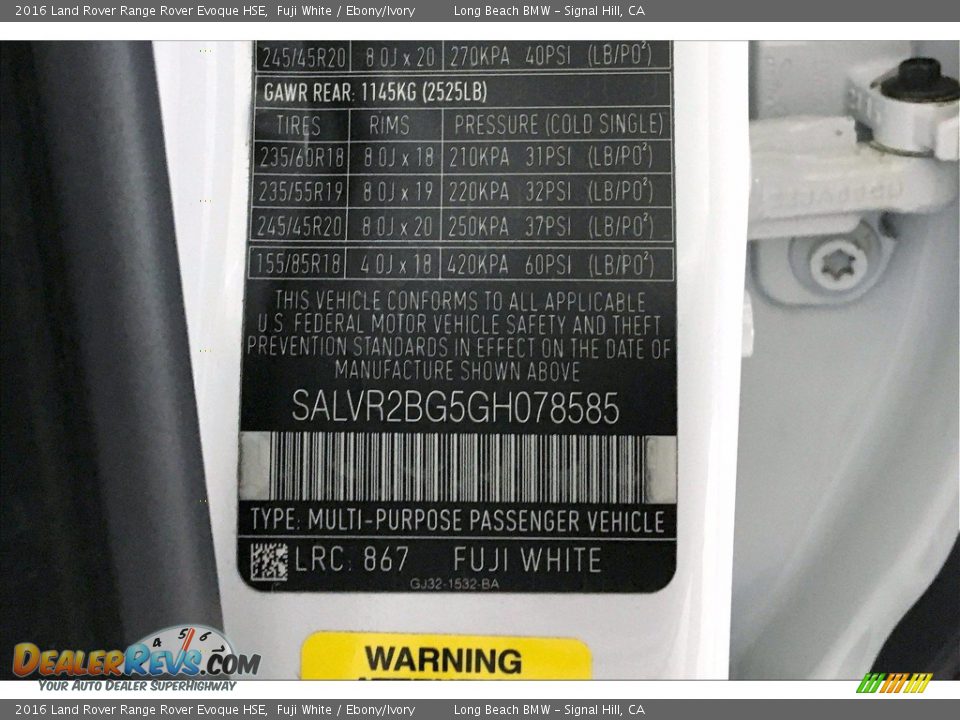 2016 Land Rover Range Rover Evoque HSE, Fuji White / Ebony/Ivory Long Beach BMW - Signal Hill, CA
245/45R20 8.0J x 20 270KPA 40PSI (LB/PO²)
GAWR REAR: 1145KG (2525LB)
TIRES RIMS PRESSURE (COLD SINGLE)
235/60R18 8.0J x 18 210KPA 31PSI (LB/PO²)
235/55R19 8.0J x 19 220KPA 32PSI (LB/PO²)
245/45R20 8.0J x 20 250KPA 37PSI (LB/PO²)
155/85R18 4.0J x 18 420KPA 60PSI (LB/PO²)
THIS VEHICLE CONFORMS TO ALL APPLICABLE
U.S. FEDERAL MOTOR VEHICLE SAFETY AND THEFT
PREVENTION STANDARDS IN EFFECT ON THE DATE OF
MANUFACTURE SHOWN ABOVE
SALVR2BG5GH078585
TYPE: MULTI-PURPOSE PASSENGER VEHICLE
LRC: 867 FUJI WHITE
GJ32-1532-BA
WARNING
4 5 6
DEALERREVS.COM
YOUR AUTO DEALER SUPERHIGHWAY
2016 Land Rover Range Rover Evoque HSE, Fuji White / Ebony/Ivory Long Beach BMW - Signal Hill, CA